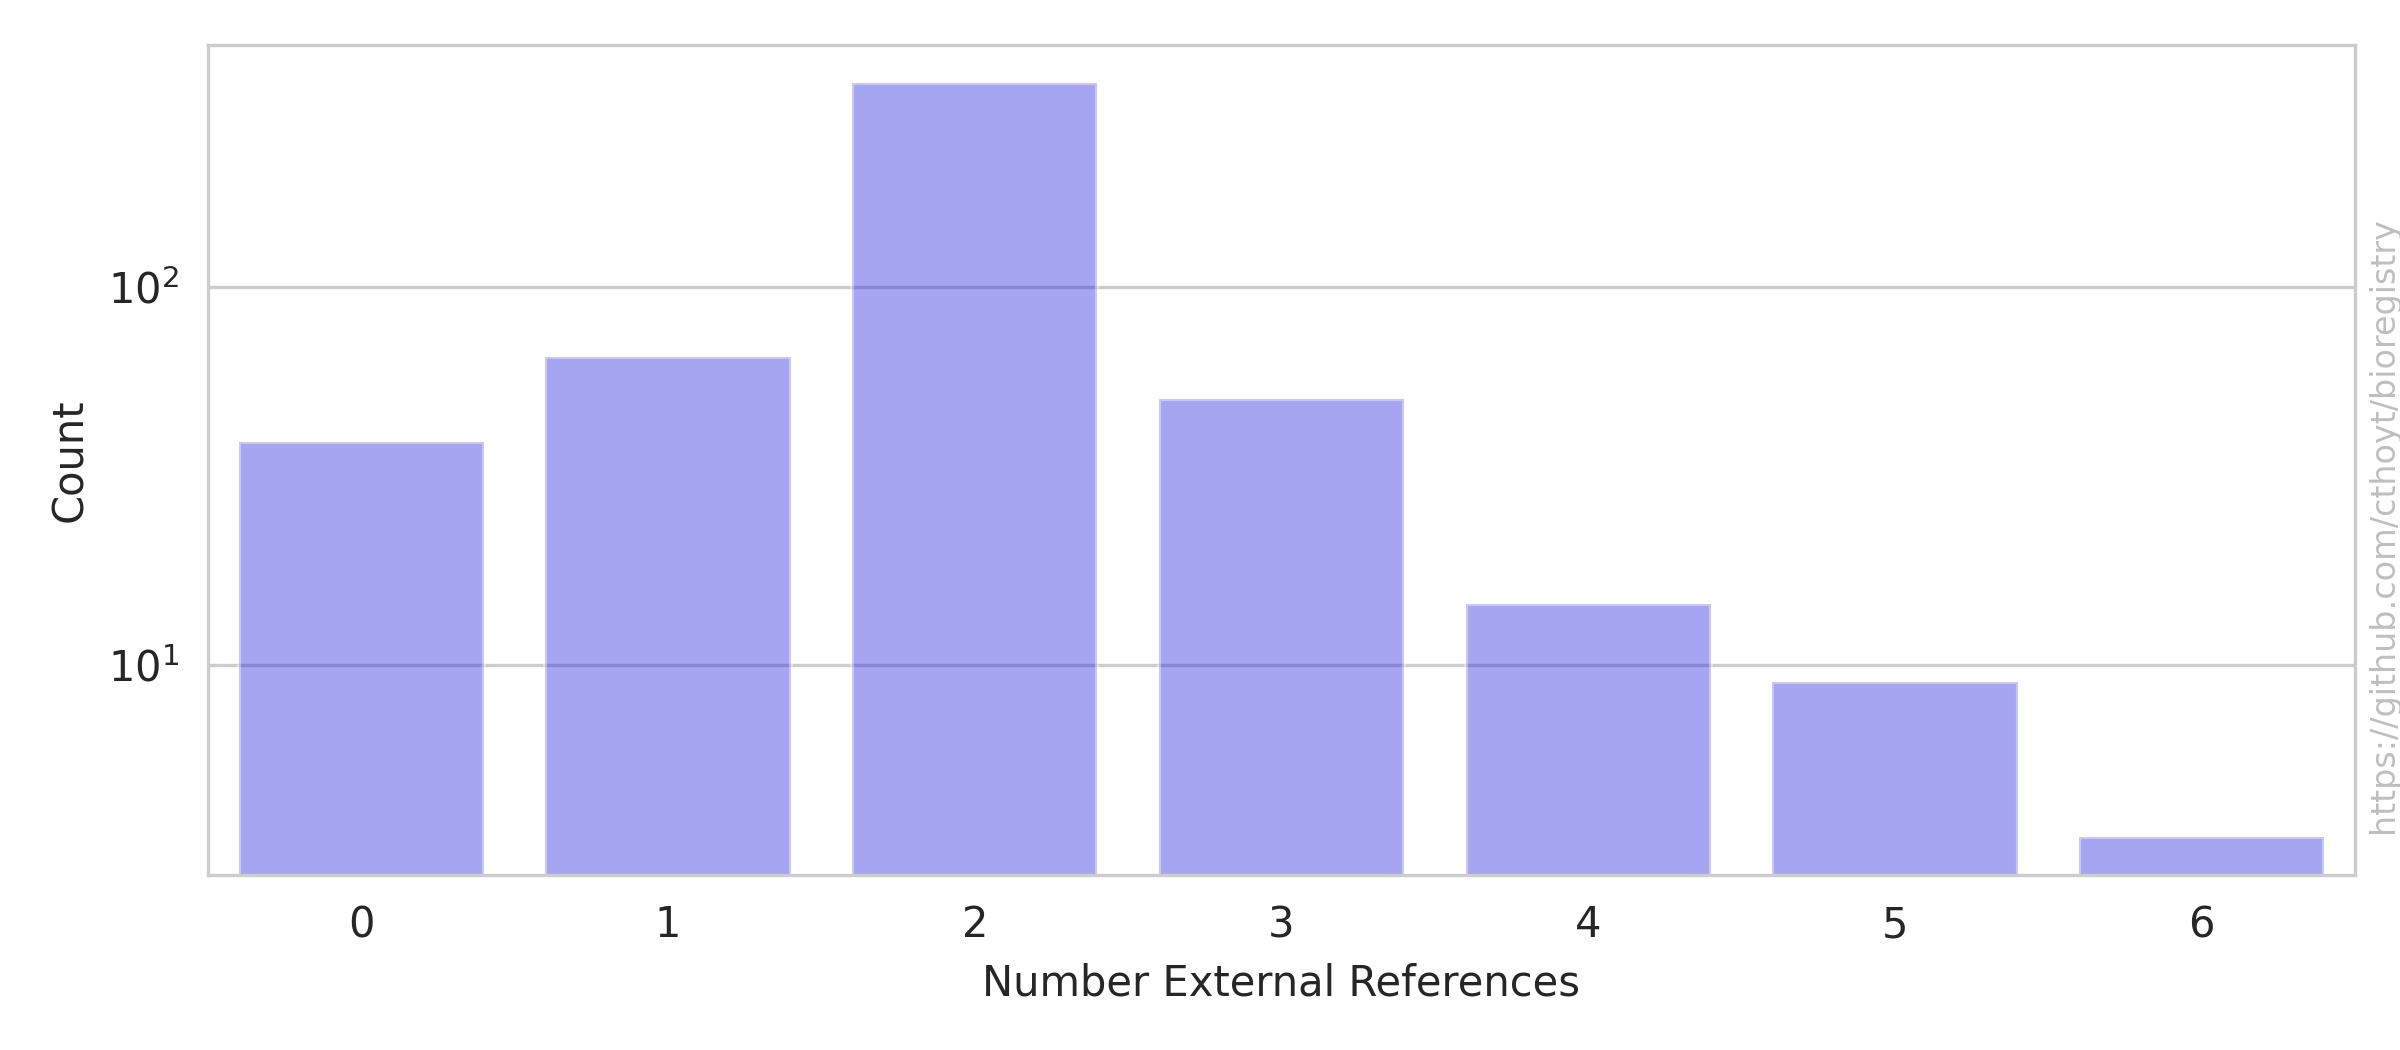 10²
10¹
Count
0 1 2 3 4 5 6
Number External References
https://github.com/cthoyt/bioregistry